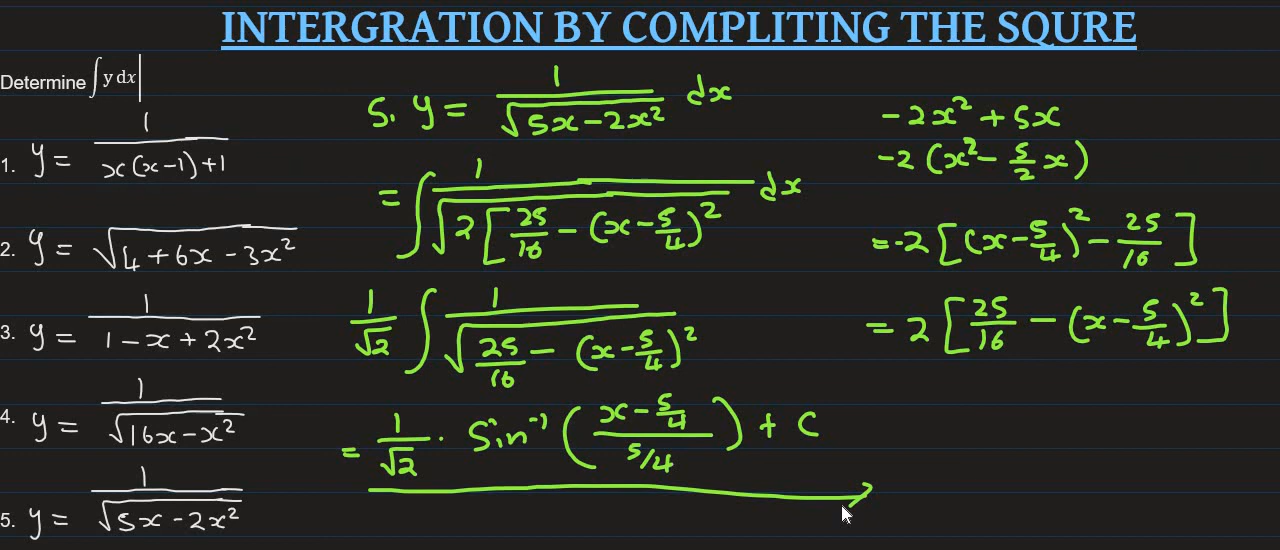 INTERGRATION BY COMPLITING THE SQURE
Determine ∫ y dx
1. y = 1/(x(x-1)+1)
2. y = √(4+6x-3x²)
3. y = 1/(1-x+2x²)
4. y = 1/√(16x-x²)
5. y = 1/√(5x-2x²)
5. y = 1/√(5x-2x²) dx
= ∫ 1/√(2[25/16 - (x-5/4)²) dx
1/√2 ∫ 1/√(25/16 - (x-5/4)²)
= 1/√2 · Sin⁻¹((x-5/4)/(5/4)) + C
-2x² + 5x
-2(x² - 5/2 x)
= -2[(x-5/4)² - 25/16]
= 2[25/16 - (x-5/4)²]